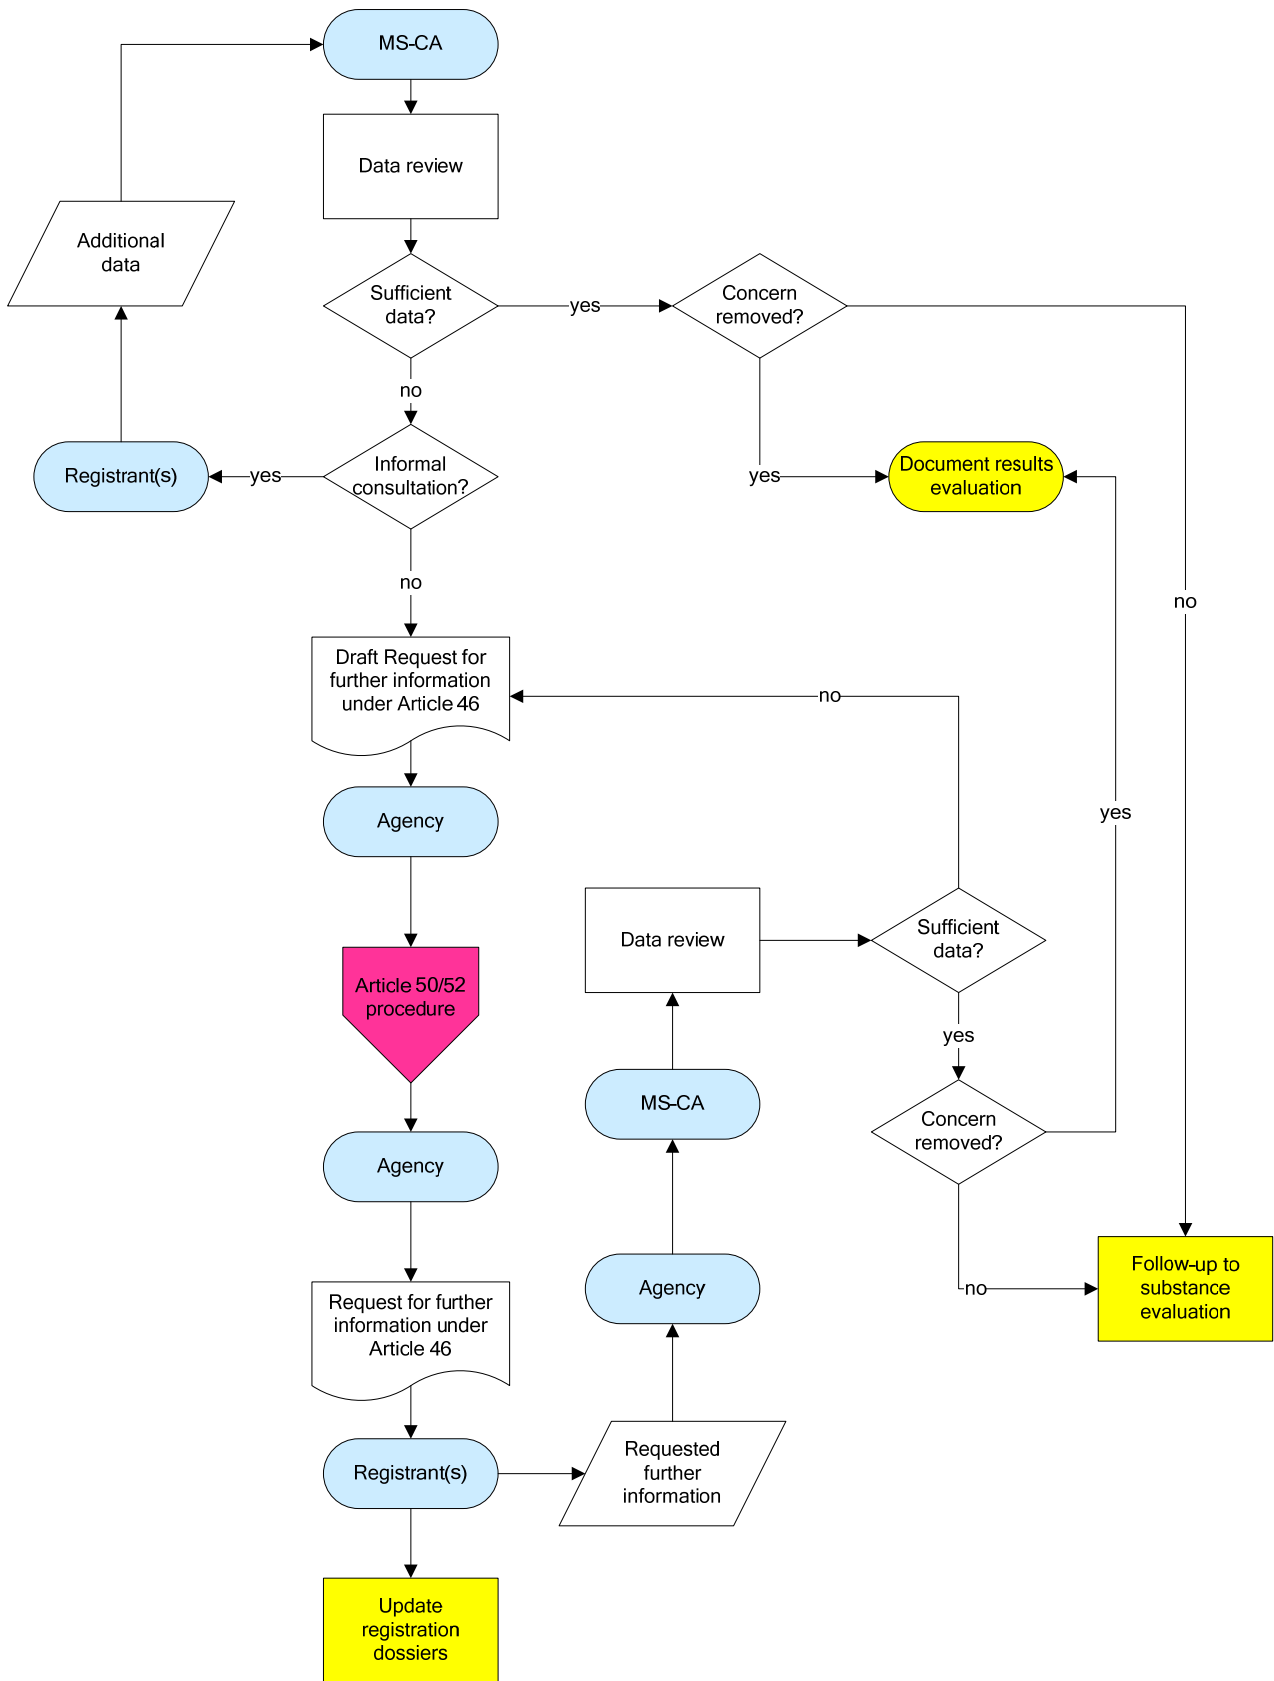 MS-CA
Data review
Additional
data
Sufficient
data?
yes
Concern
removed?
no
Registrant(s)
yes
Informal
consultation?
yes
Document results
evaluation
no
no
Draft Request for
further information
under Article 46
no
Agency
yes
Data review
Sufficient
data?
Article 50/52
procedure
yes
MS-CA
Concern
removed?
Agency
Agency
no
Follow-up to
substance
evaluation
Request for further
information under
Article 46
Registrant(s)
Requested
further
information
Update
registration
dossiers